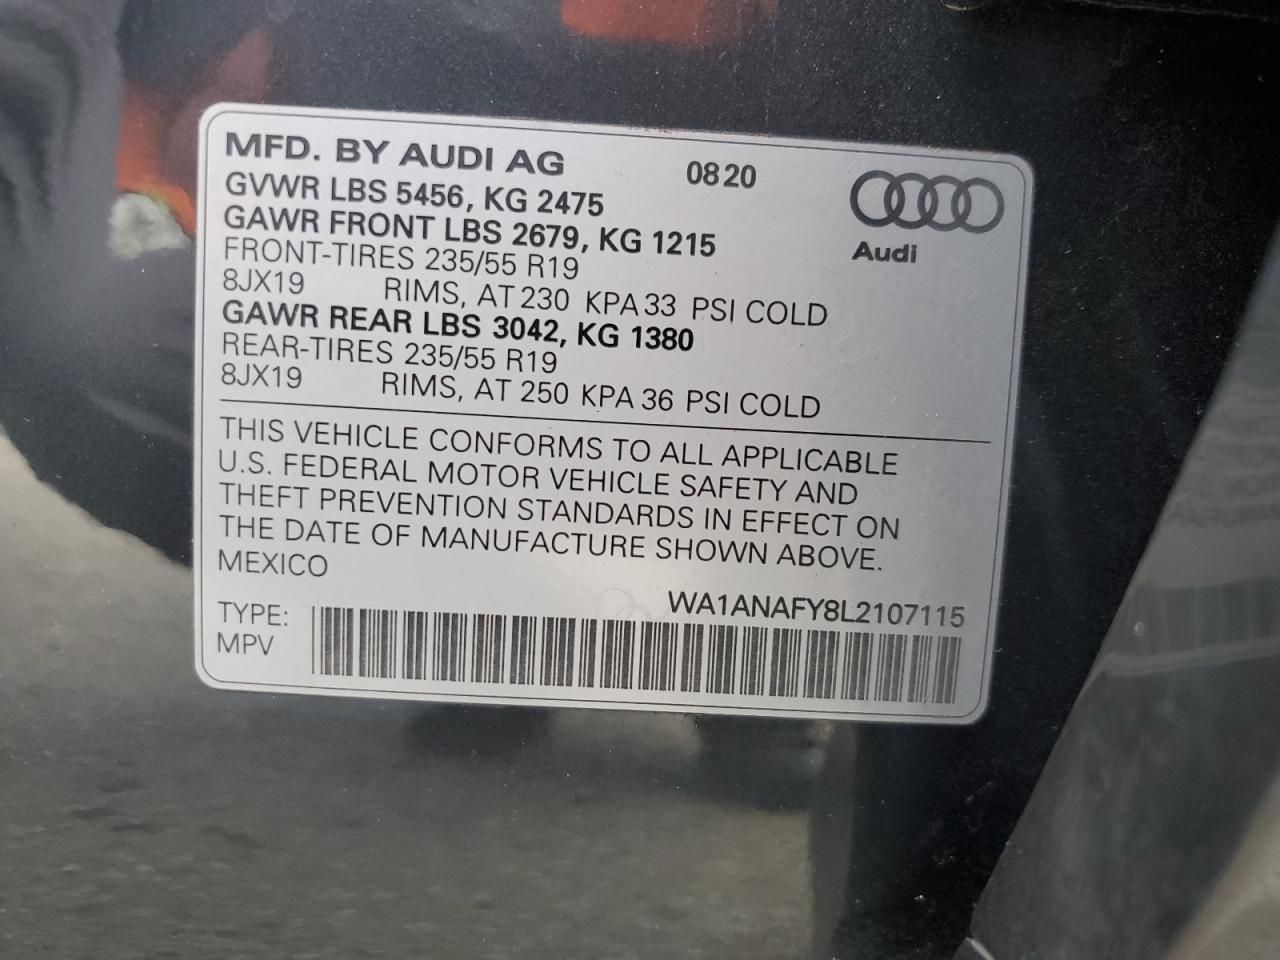 MFD. BY AUDI AG 0820
GVWR LBS 5456, KG 2475
GAWR FRONT LBS 2679, KG 1215
FRONT-TIRES 235/55 R19
8JX19 RIMS, AT 230 KPA 33 PSI COLD
GAWR REAR LBS 3042, KG 1380
REAR-TIRES 235/55 R19
8JX19 RIMS, AT 250 KPA 36 PSI COLD
Audi
THIS VEHICLE CONFORMS TO ALL APPLICABLE
U.S. FEDERAL MOTOR VEHICLE SAFETY AND
THEFT PREVENTION STANDARDS IN EFFECT ON
THE DATE OF MANUFACTURE SHOWN ABOVE.
MEXICO
WA1ANAFY8L2107115
TYPE:
MPV